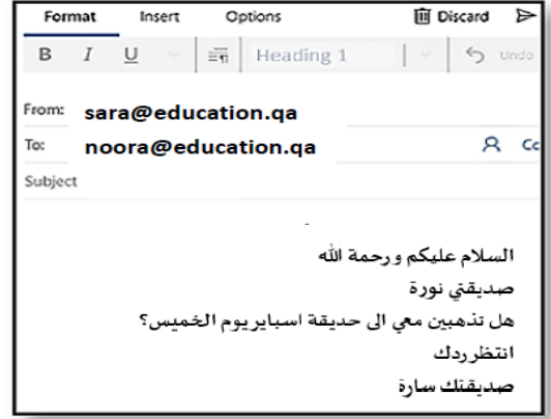 Format Insert Options Discard
B I U Heading 1 Undo
From: sara@education.qa
To: noora@education.qa Cc
Subject
السلام عليكم ورحمة الله
صديقتي نورة
هل تذهبين معي الى حديقة اسباير يوم الخميس؟
انتظر ردك
صديقتك سارة